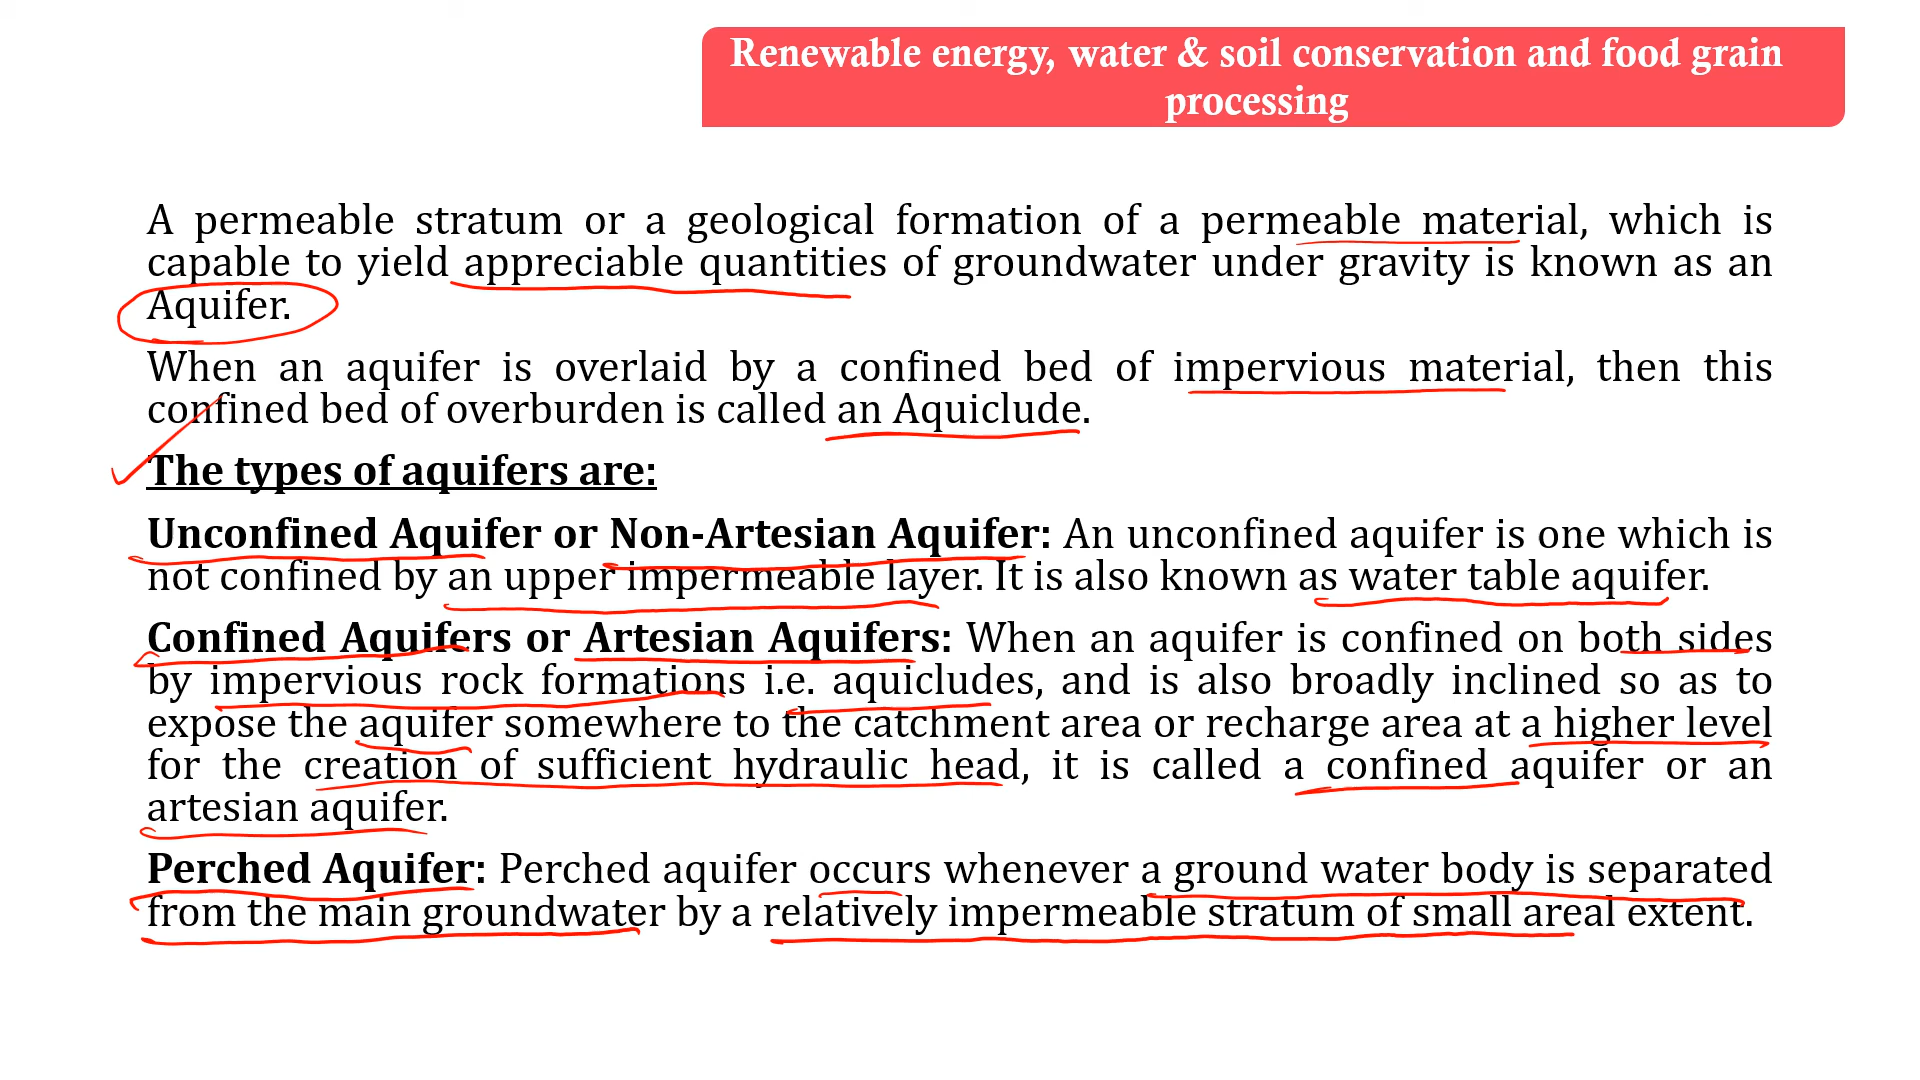 Renewable energy, water & soil conservation and food grain
processing
A permeable stratum or a geological formation of a permeable material, which is
capable to yield appreciable quantities of groundwater under gravity is known as an
Aquifer.
When an aquifer is overlaid by a confined bed of impervious material, then this
confined bed of overburden is called an Aquiclude.
The types of aquifers are:
Unconfined Aquifer or Non-Artesian Aquifer: An unconfined aquifer is one which is
not confined by an upper impermeable layer. It is also known as water table aquifer.
Confined Aquifers or Artesian Aquifers: When an aquifer is confined on both sides
by impervious rock formations i.e. aquicludes, and is also broadly inclined so as to
expose the aquifer somewhere to the catchment area or recharge area at a higher level
for the creation of sufficient hydraulic head, it is called a confined aquifer or an
artesian aquifer.
Perched Aquifer: Perched aquifer occurs whenever a ground water body is separated
from the main groundwater by a relatively impermeable stratum of small areal extent.